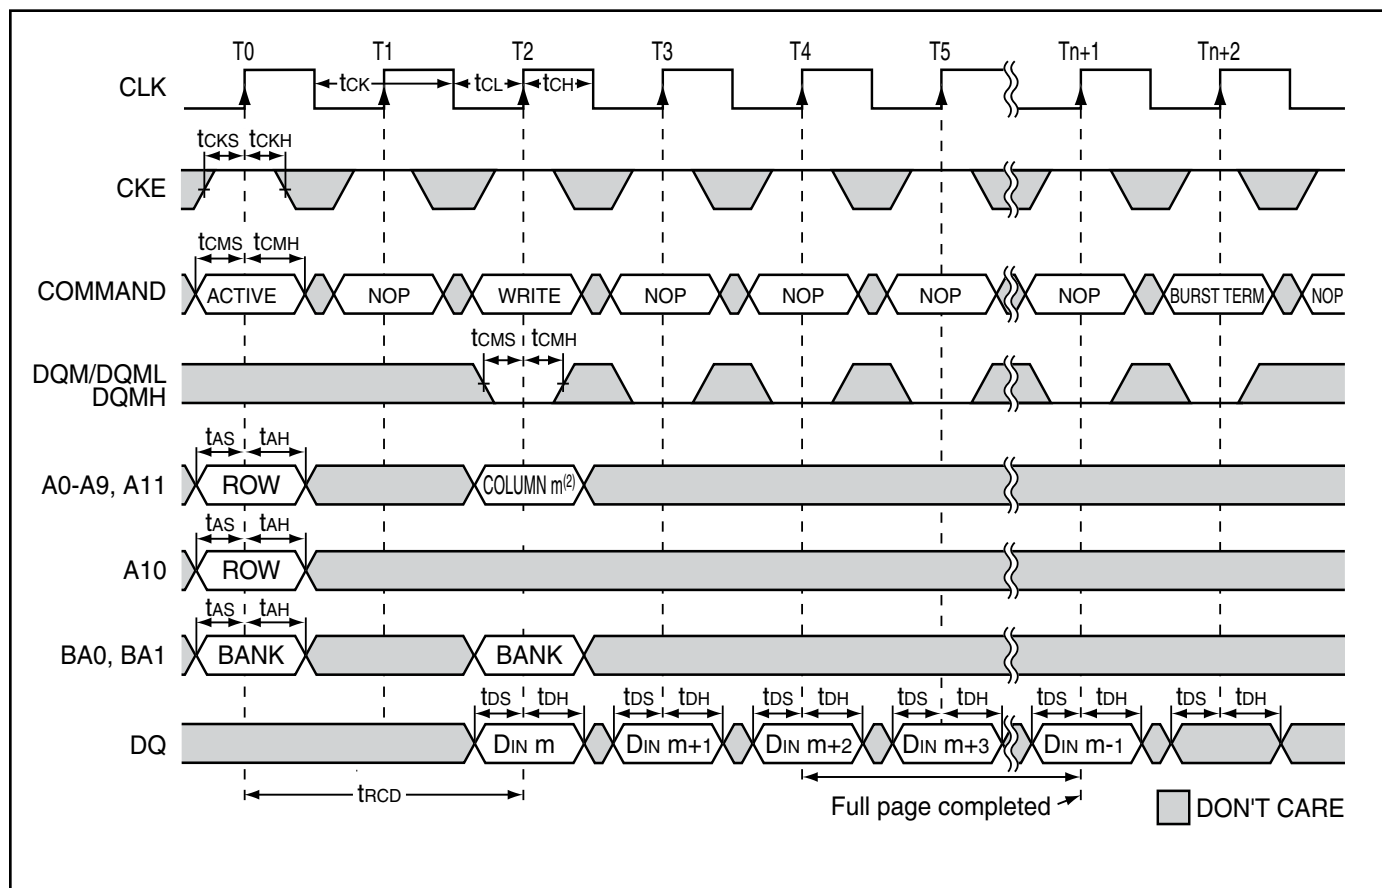 T0 T1 T2 T3 T4 T5 Tn+1 Tn+2
CLK tCK tCL tCH
tCKS tCKH
CKE
tCMS tCMH
COMMAND ACTIVE NOP WRITE NOP NOP NOP NOP BURST TERM NOP
tCMS tCMH
DQM/DQML
DQMH
tAS tAH
A0-A9, A11 ROW COLUMN m(2)
tAS tAH
A10 ROW
tAS tAH
BA0, BA1 BANK BANK
tDS tDH tDS tDH tDS tDH tDS tDH tDS tDH tDS tDH
DQ DIN m DIN m+1 DIN m+2 DIN m+3 DIN m-1
tRCD
Full page completed
DON'T CARE